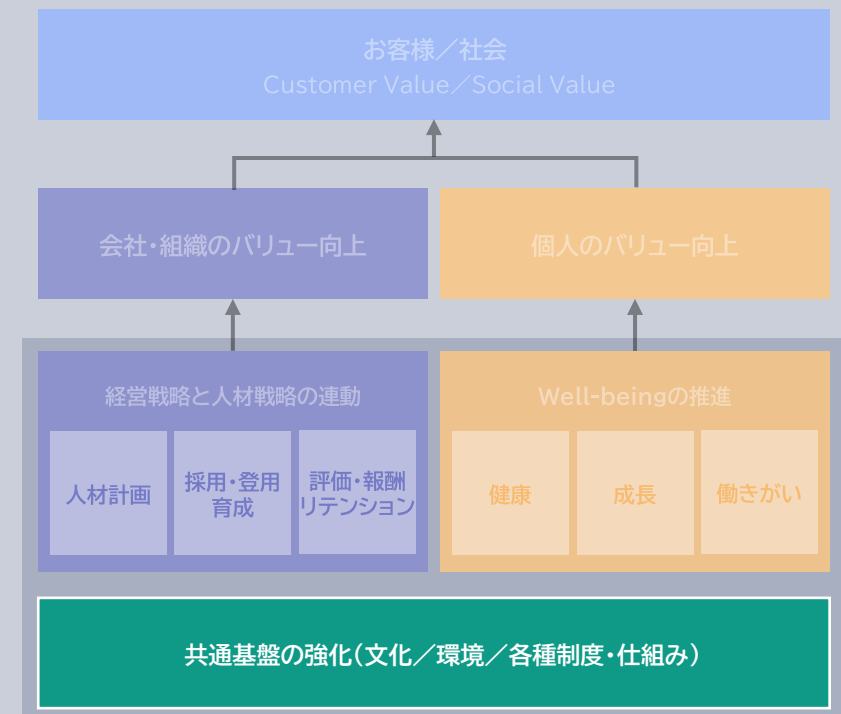 お客様／社会
Customer Value／Social Value
会社・組織のバリュー向上
個人のバリュー向上
経営戦略と人材戦略の連動
人材計画
採用・登用
育成
評価・報酬
リテンション
Well-beingの推進
健康
成長
働きがい
共通基盤の強化（文化／環境／各種制度・仕組み）